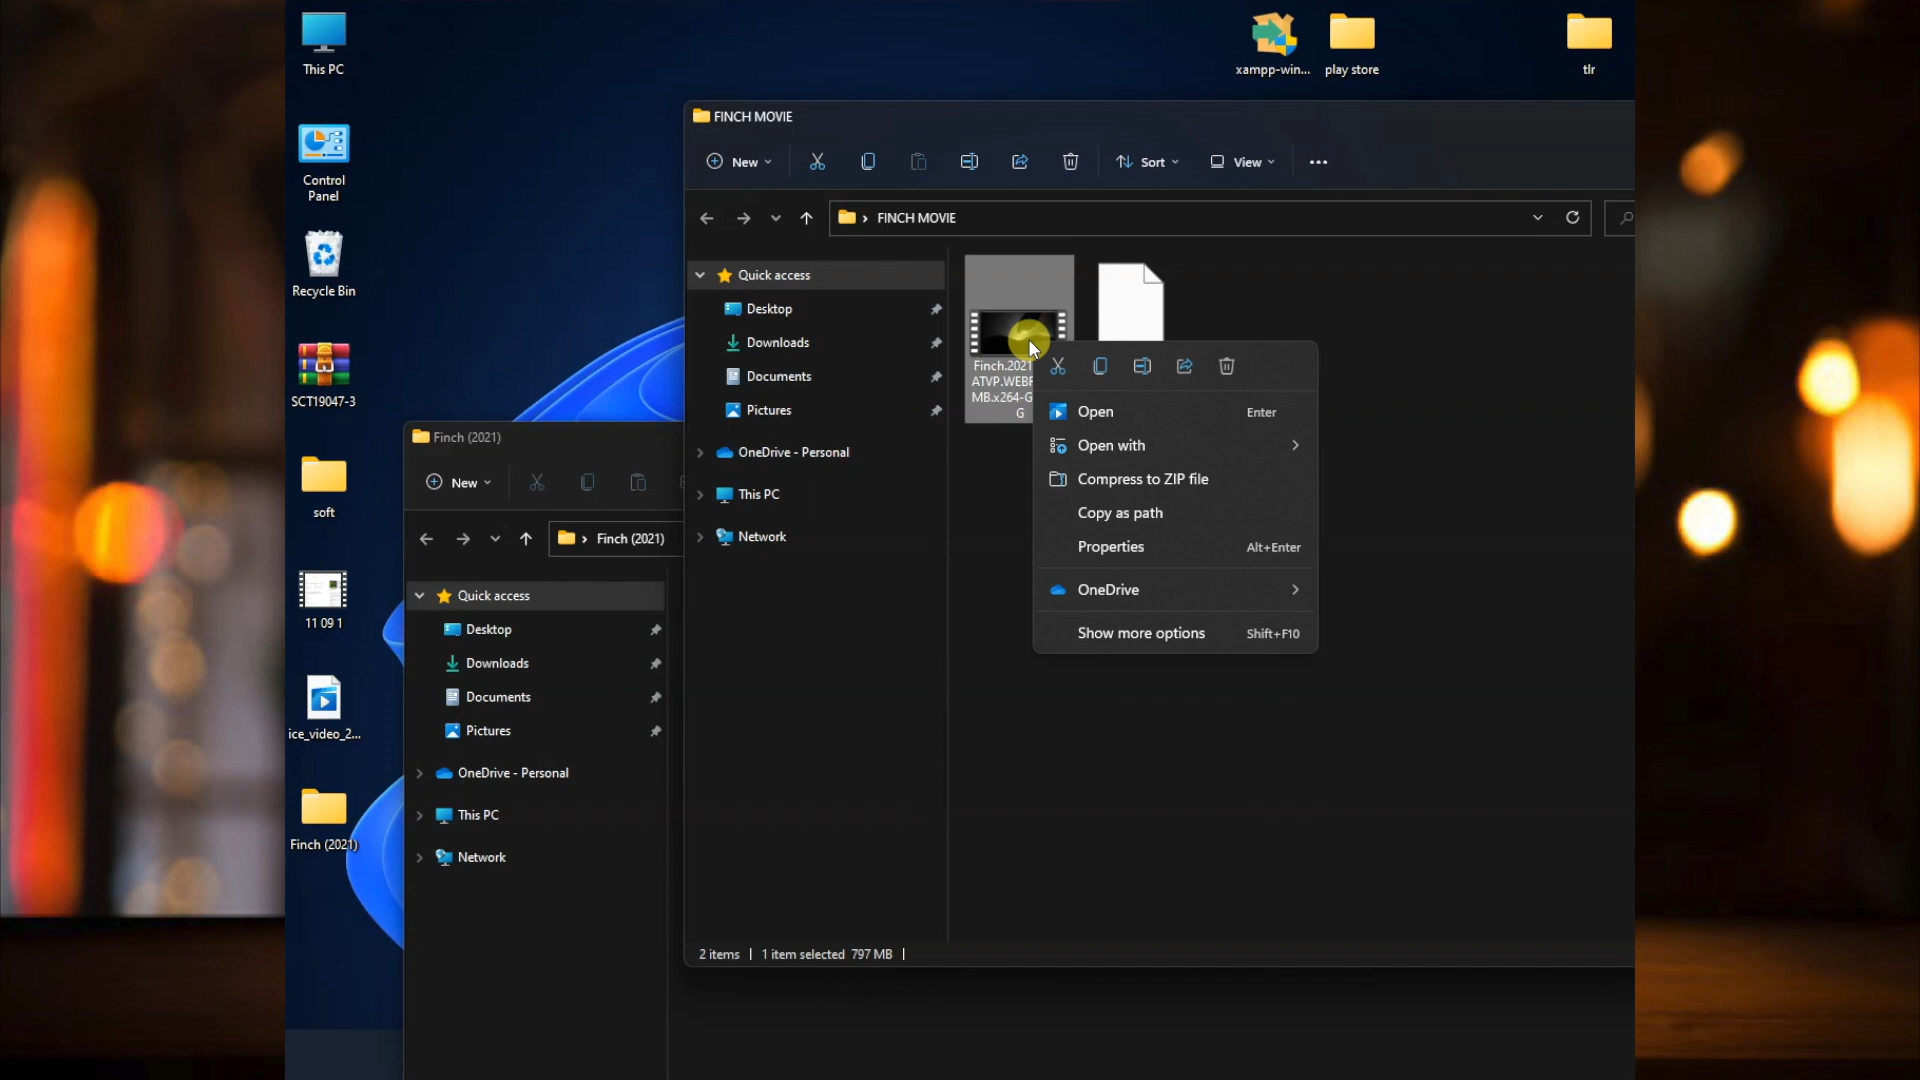 This PC
Control
Panel
Recycle Bin
SCT19047-3
soft
11 09 1
ice_video_2...
Finch (2021)
xampp-win...
play store
tlr
FINCH MOVIE
New
Sort
View
FINCH MOVIE
Quick access
Desktop
Downloads
Documents
Pictures
OneDrive - Personal
This PC
Network
Finch.2021
ATVP.WEBR
MB.x264-G
G
Open Enter
Open with
Compress to ZIP file
Copy as path
Properties Alt+Enter
OneDrive
Show more options Shift+F10
2 items 1 item selected 797 MB
Finch (2021)
New
Finch (2021)
Quick access
Desktop
Downloads
Documents
Pictures
OneDrive - Personal
This PC
Network